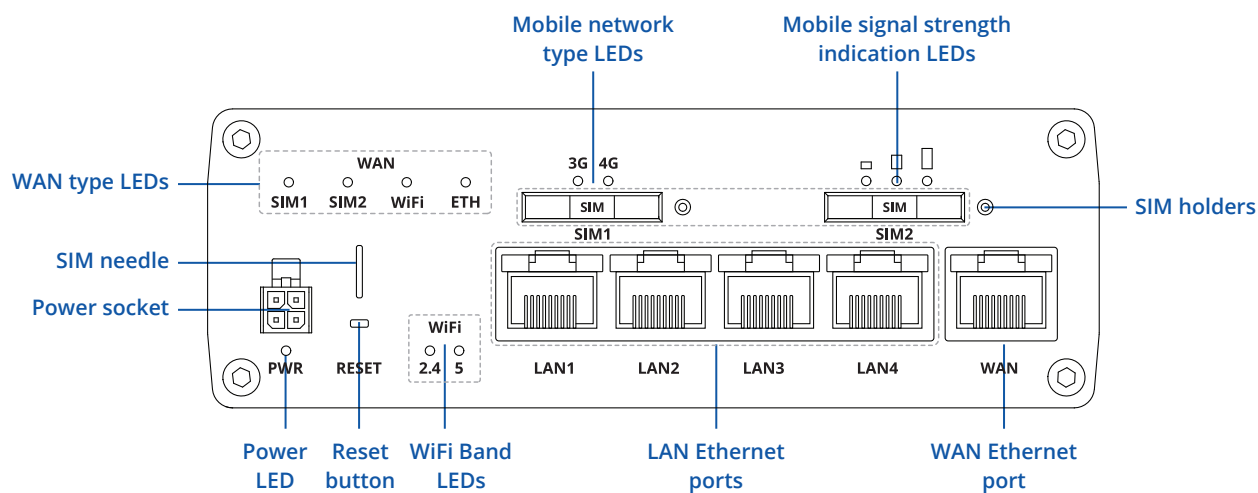 Mobile network
type LEDs
Mobile signal strength
indication LEDs
WAN type LEDs
WAN
SIM1 SIM2 WiFi ETH
3G 4G
SIM
SIM1
SIM
SIM2
SIM holders
SIM needle
Power socket
PWR
RESET
WiFi
2.4 5
LAN1 LAN2 LAN3 LAN4 WAN
Power
LED
Reset
button
WiFi Band
LEDs
LAN Ethernet
ports
WAN Ethernet
port